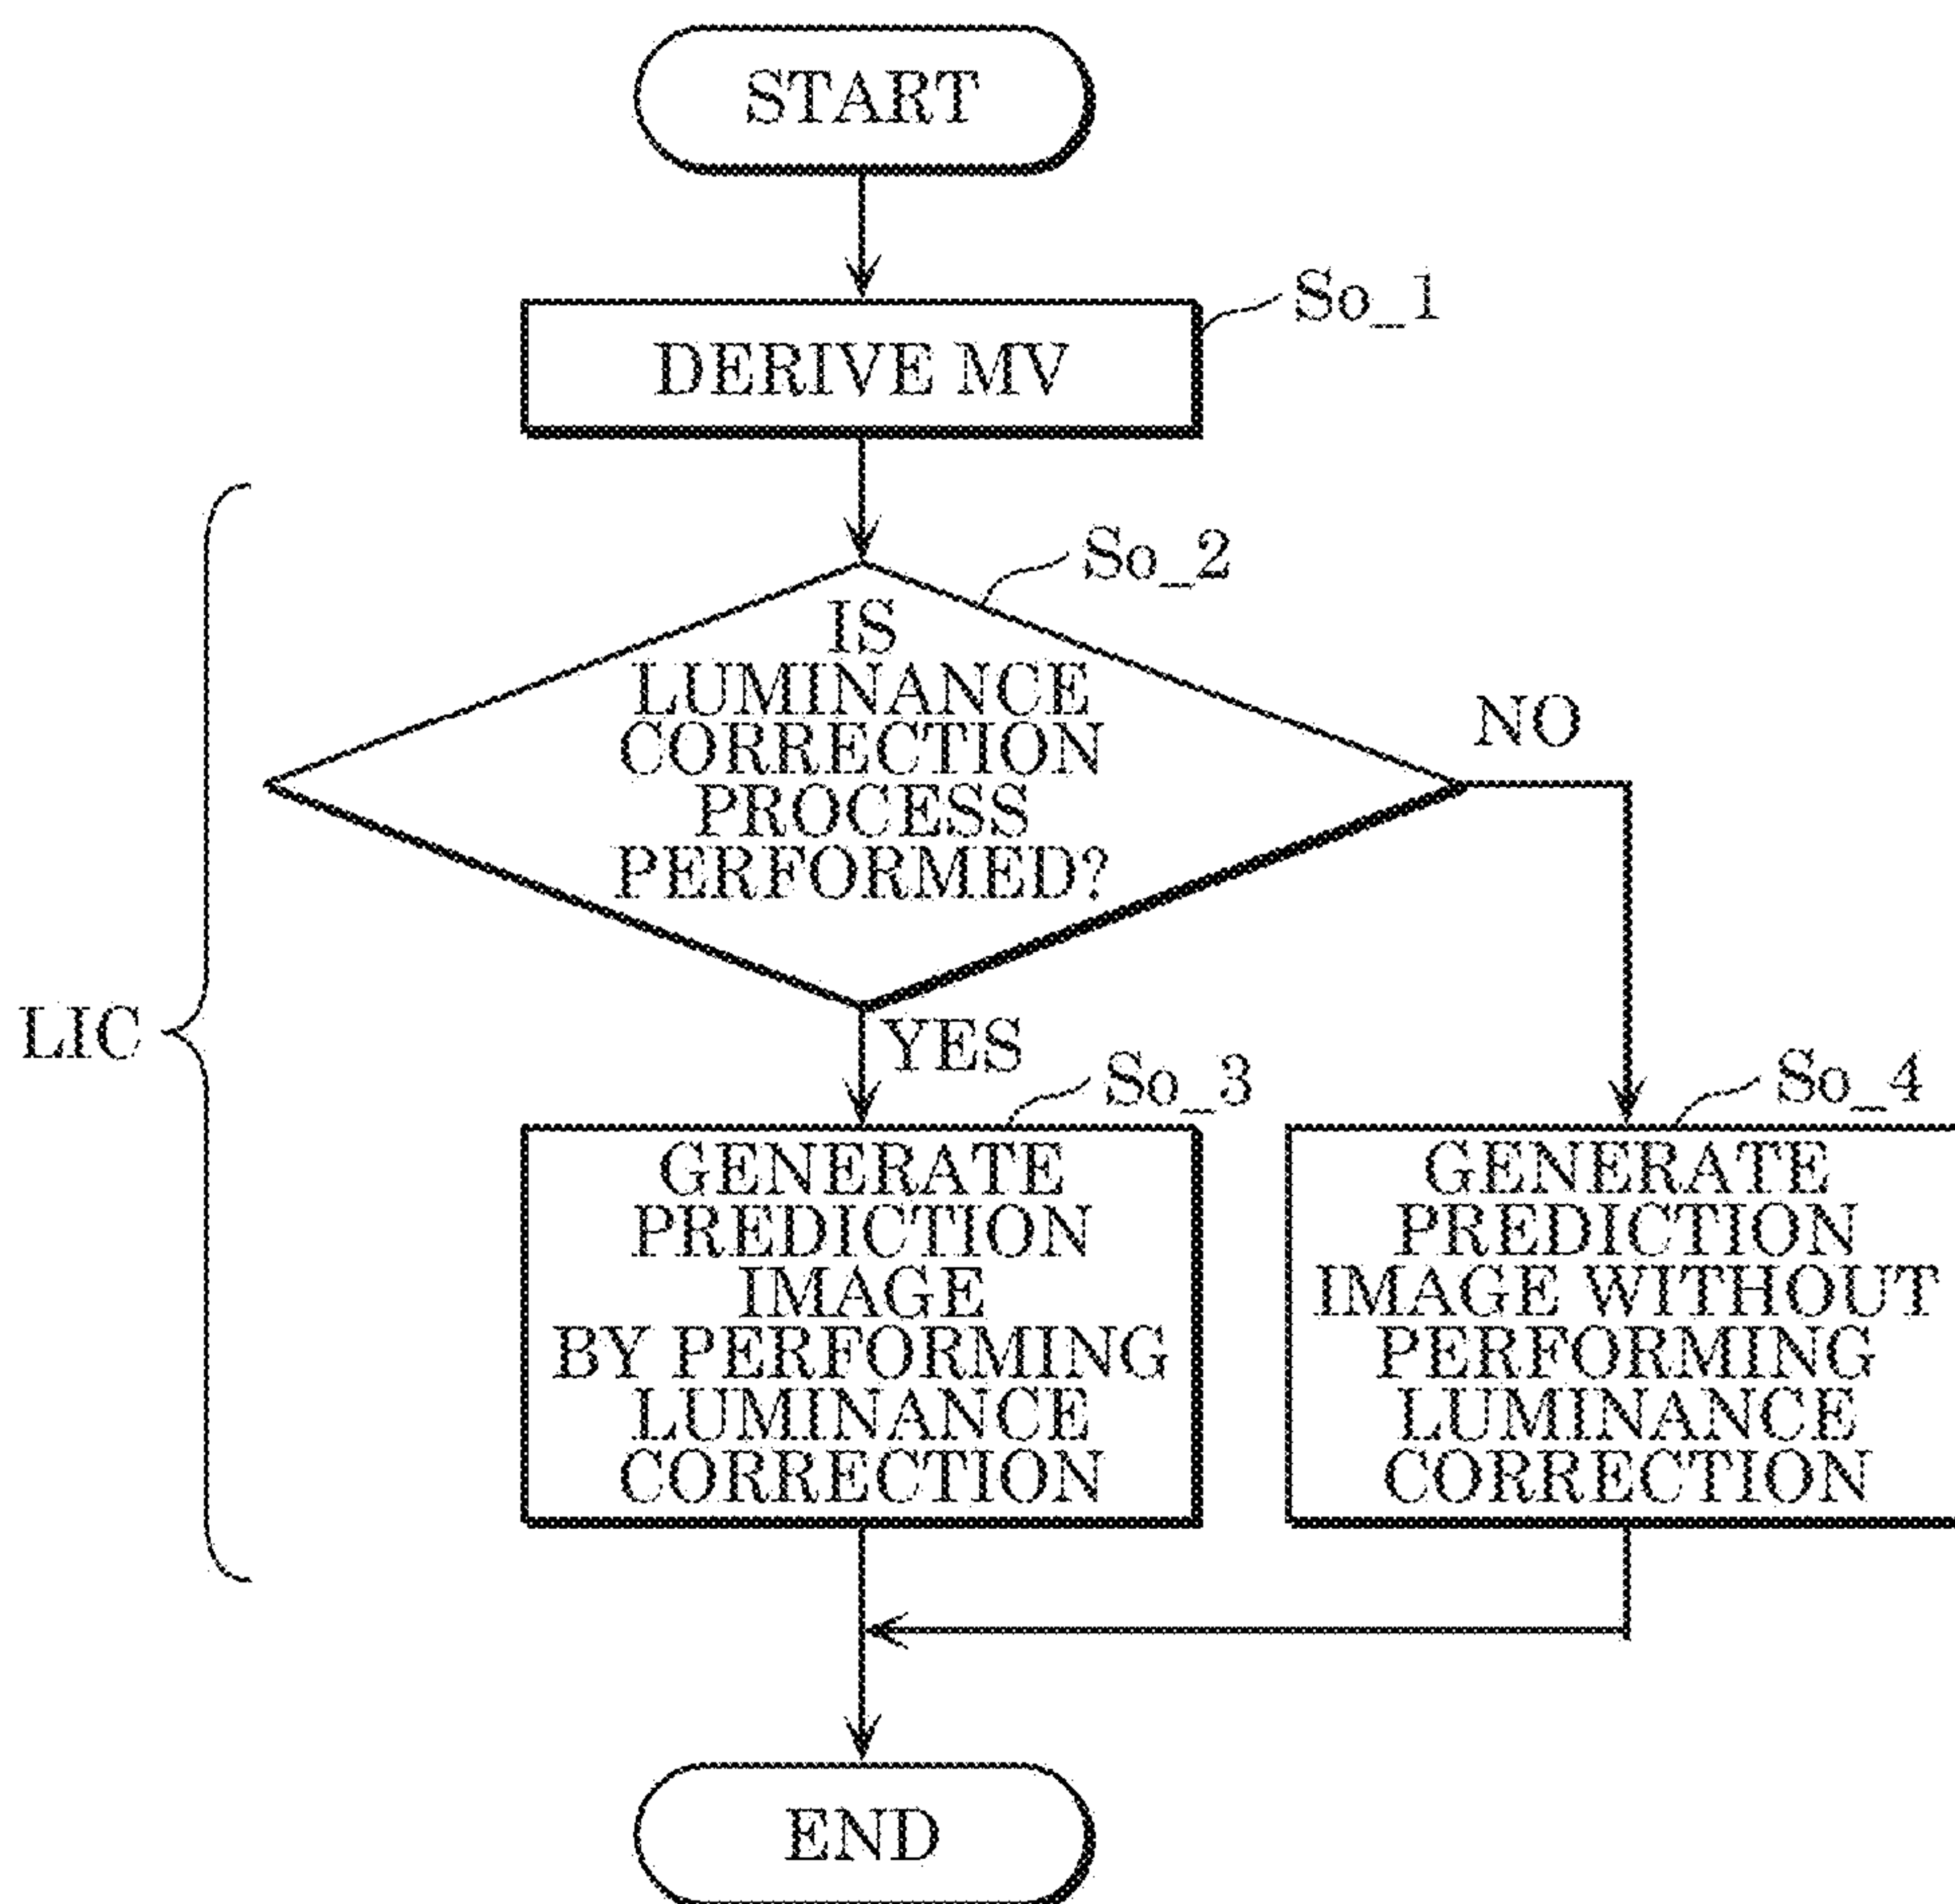 START
So_1
DERIVE MV
So_2
IS
LUMINANCE
CORRECTION
PROCESS
PERFORMED?
NO
LIC
YES
So_3
So_4
GENERATE
PREDICTION
IMAGE
BY PERFORMING
LUMINANCE
CORRECTION
GENERATE
PREDICTION
IMAGE WITHOUT
PERFORMING
LUMINANCE
CORRECTION
END